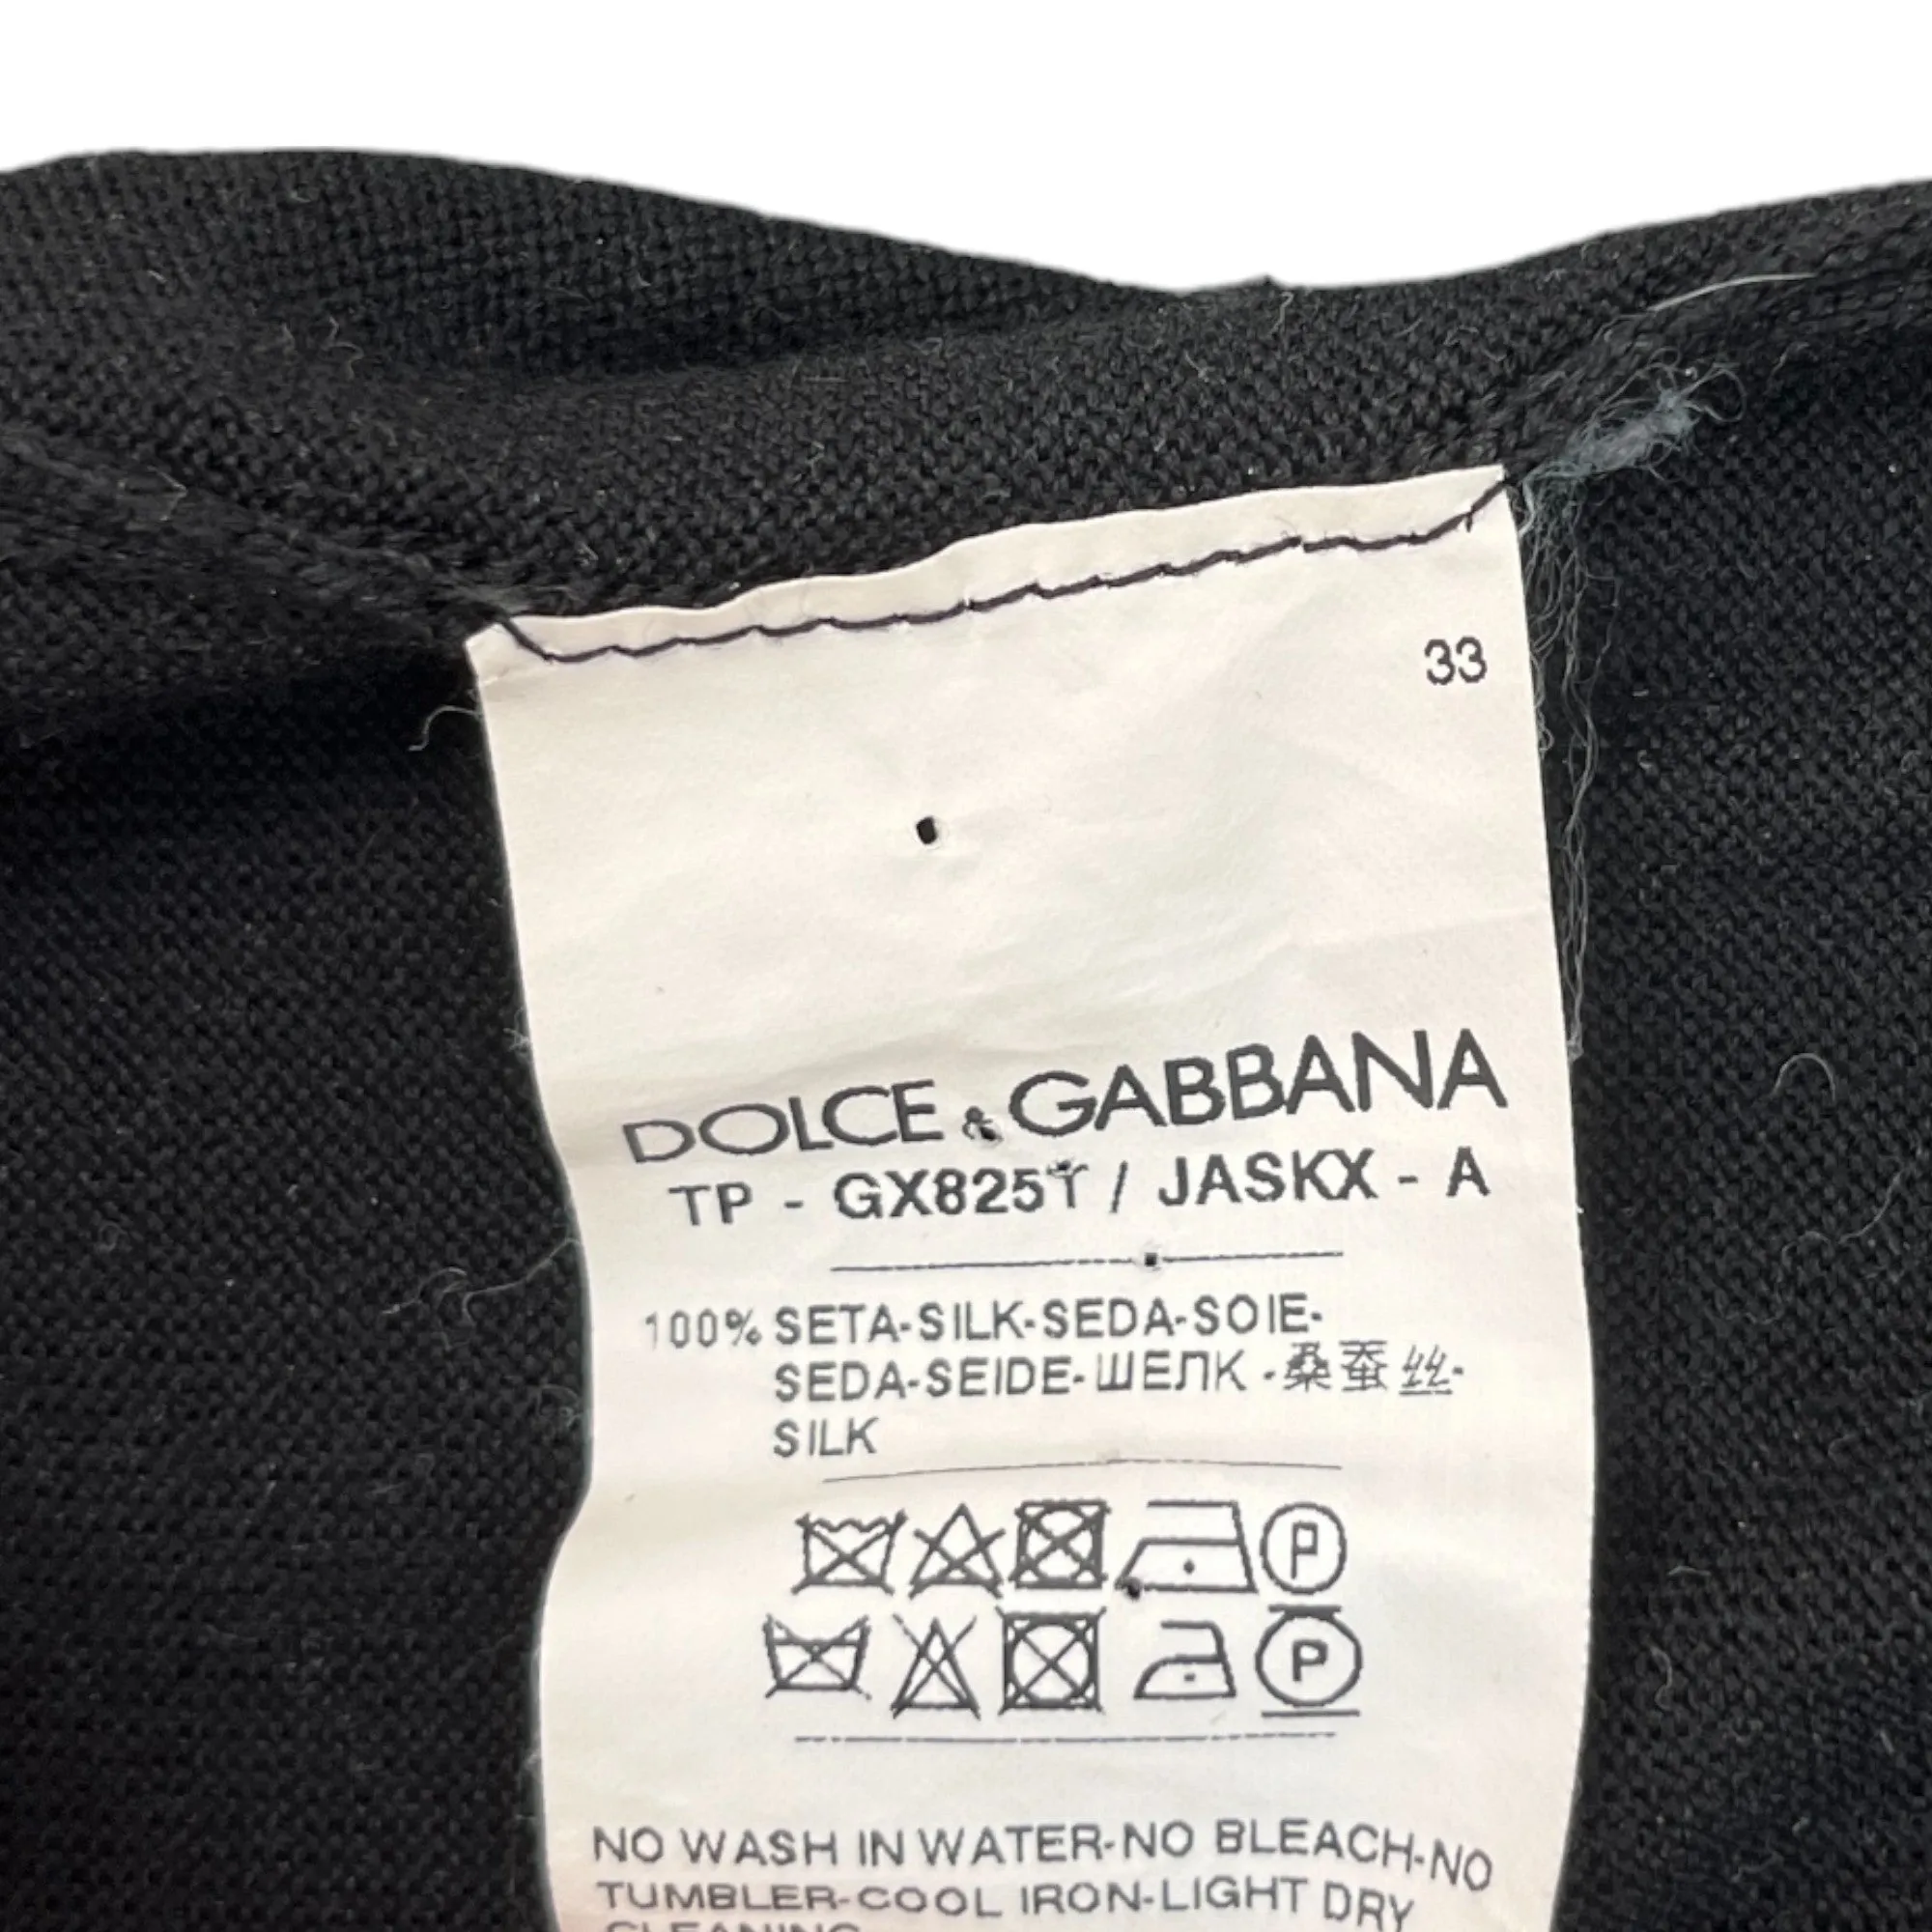 33
DOLCE & GABBANA
TP - GX825T / JASKX - A
100% SETA-SILK-SEDA-SOIE-
SEDA-SEIDE-ШЕЛК-桑蚕丝-
SILK
P
P
NO WASH IN WATER-NO BLEACH-NO
TUMBLER-COOL IRON-LIGHT DRY
CLEANING